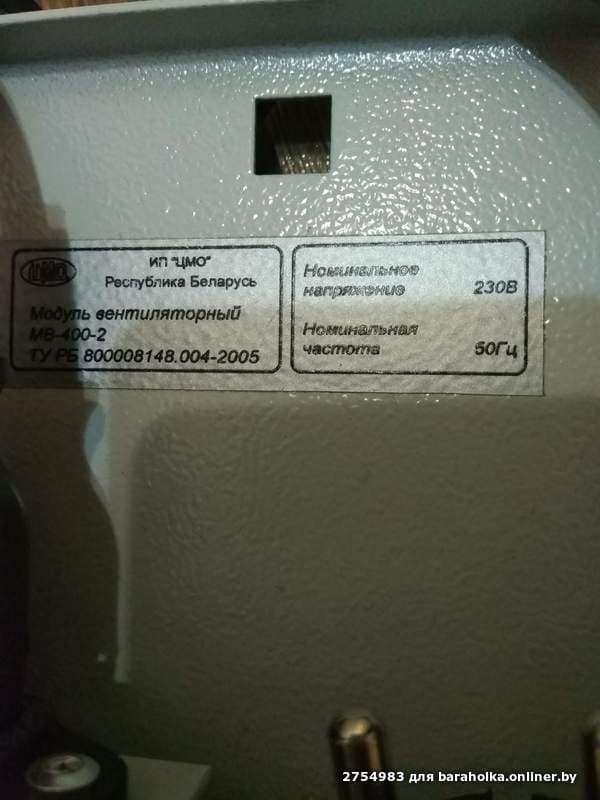 ЦМО
ИП "ЦМО"
Республика Беларусь
Модуль вентиляторный
МВ-400-2
ТУ РБ 800008148.004-2005
Номинальное
напряжение 230В
Номинальная
частота 50Гц
2754983 для baraholka.onliner.by